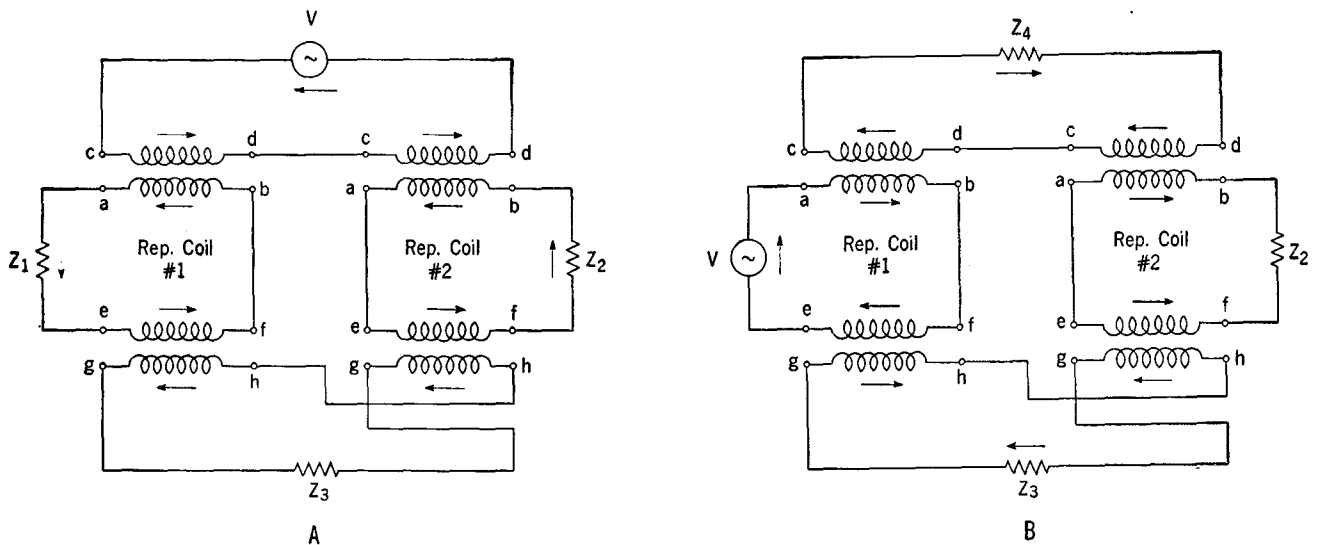 V
c d c d
a b a b
Z1 Rep. Coil #1 Rep. Coil #2 Z2
e f e f
g h g h
Z3
A
Z4
c d c d
a b a b
V Rep. Coil #1 Rep. Coil #2 Z2
e f e f
g h g h
Z3
B